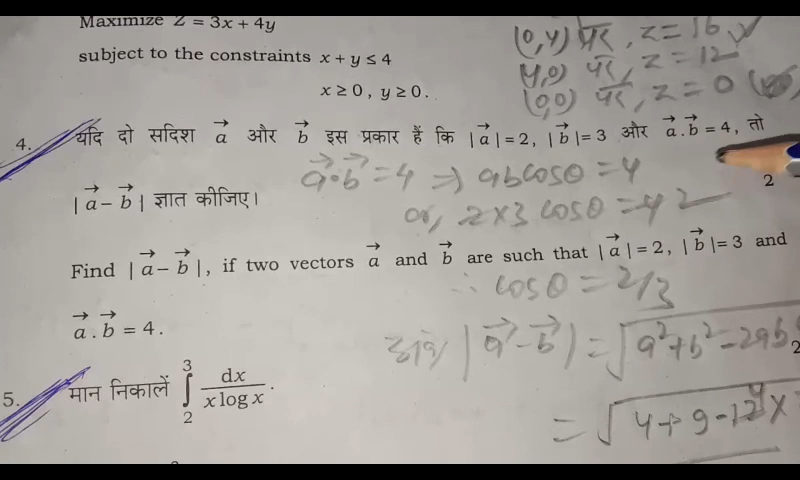 Maximize Z = 3x + 4y
(0,4) पर, Z = 16
subject to the constraints x + y ≤ 4
(4,0) पर, Z = 12
x ≥ 0, y ≥ 0.
(0,0) पर, Z = 0
4. यदि दो सदिश a⃗ और b⃗ इस प्रकार हैं कि |a⃗| = 2, |b⃗| = 3 और a⃗.b⃗ = 4, तो
a⃗·b⃗ = 4 ⇒ ab cosθ = 4
2
|a⃗ – b⃗| ज्ञात कीजिए।
or, 2×3 cosθ = 4
Find |a⃗ – b⃗|, if two vectors a⃗ and b⃗ are such that |a⃗| = 2, |b⃗| = 3 and
∴ cosθ = 2/3
a⃗ . b⃗ = 4.
|a⃗ - b⃗| = √a² + b² - 2ab
2
5. मान निकालें ∫₂³ dx / x log x .
= √4 + 9 - 12 ×